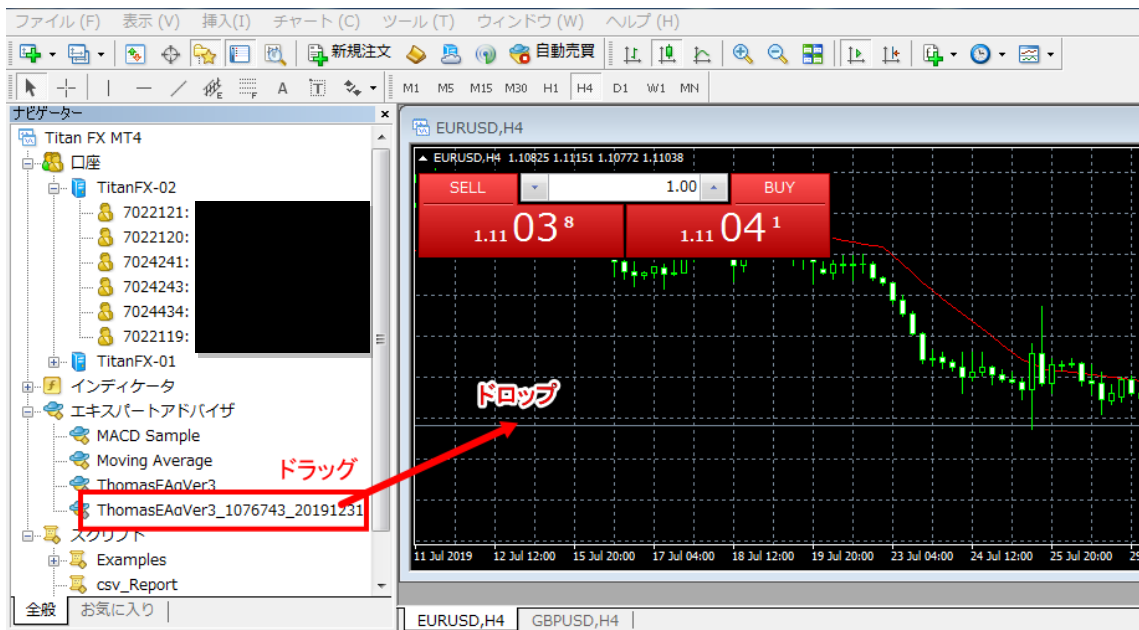 ファイル (F) 表示 (V) 挿入(I) チャート (C) ツール (T) ウィンドウ (W) ヘルプ (H)
新規注文 自動売買
E F A T M1 M5 M15 M30 H1 H4 D1 W1 MN
ナビゲーター
Titan FX MT4
口座
TitanFX-02
7022121:
7022120:
7024241:
7024243:
7024434:
7022119:
TitanFX-01
インディケータ
エキスパートアドバイザ
MACD Sample
Moving Average
ThomasEAqVer3
ThomasEAqVer3_1076743_20191231
スクリプト
Examples
csv_Report
全般 お気に入り
ドラッグ
ドロップ
EURUSD,H4
EURUSD,H4 1.10825 1.11151 1.10772 1.11038
SELL 1.00 BUY
1.11 03 8 1.11 04 1
11 Jul 2019 12 Jul 12:00 15 Jul 20:00 17 Jul 04:00 18 Jul 12:00 19 Jul 20:00 23 Jul 04:00 24 Jul 12:00 25 Jul 20:00 29
EURUSD,H4 GBPUSD,H4